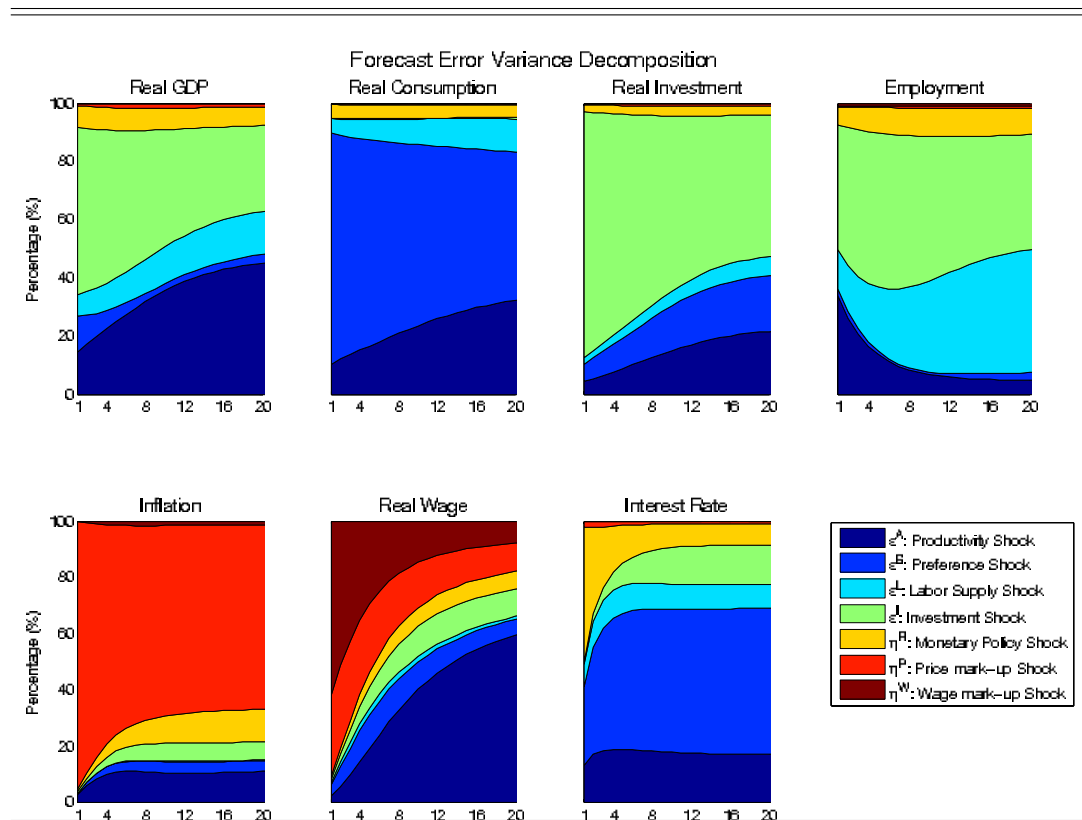 Forecast Error Variance Decomposition
Real GDP
Real Consumption
Real Investment
Employment
Percentage (%)
100
80
60
40
20
0
1 4 8 12 16 20
1 4 8 12 16 20
1 4 8 12 16 20
1 4 8 12 16 20
Inflation
Real Wage
Interest Rate
Percentage (%)
100
80
60
40
20
0
1 4 8 12 16 20
1 4 8 12 16 20
1 4 8 12 16 20
ε^A: Productivity Shock
ε^B: Preference Shock
ε^L: Labor Supply Shock
ε^I: Investment Shock
η^R: Monetary Policy Shock
η^P: Price mark-up Shock
η^W: Wage mark-up Shock